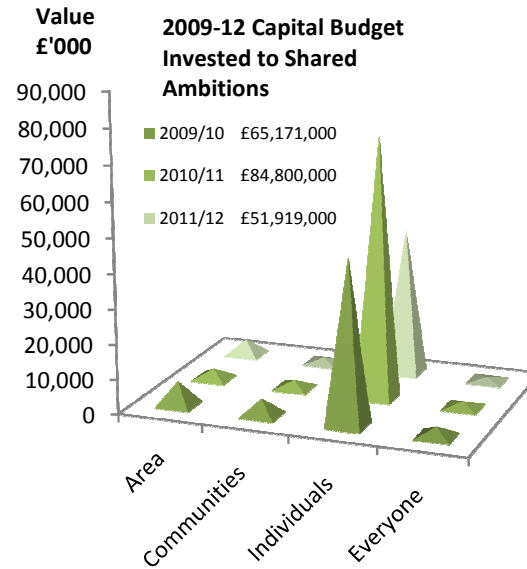 Value
£'000
2009-12 Capital Budget
Invested to Shared
Ambitions
2009/10 £65,171,000
2010/11 £84,800,000
2011/12 £51,919,000
90,000
80,000
70,000
60,000
50,000
40,000
30,000
20,000
10,000
0
Area
Communities
Individuals
Everyone